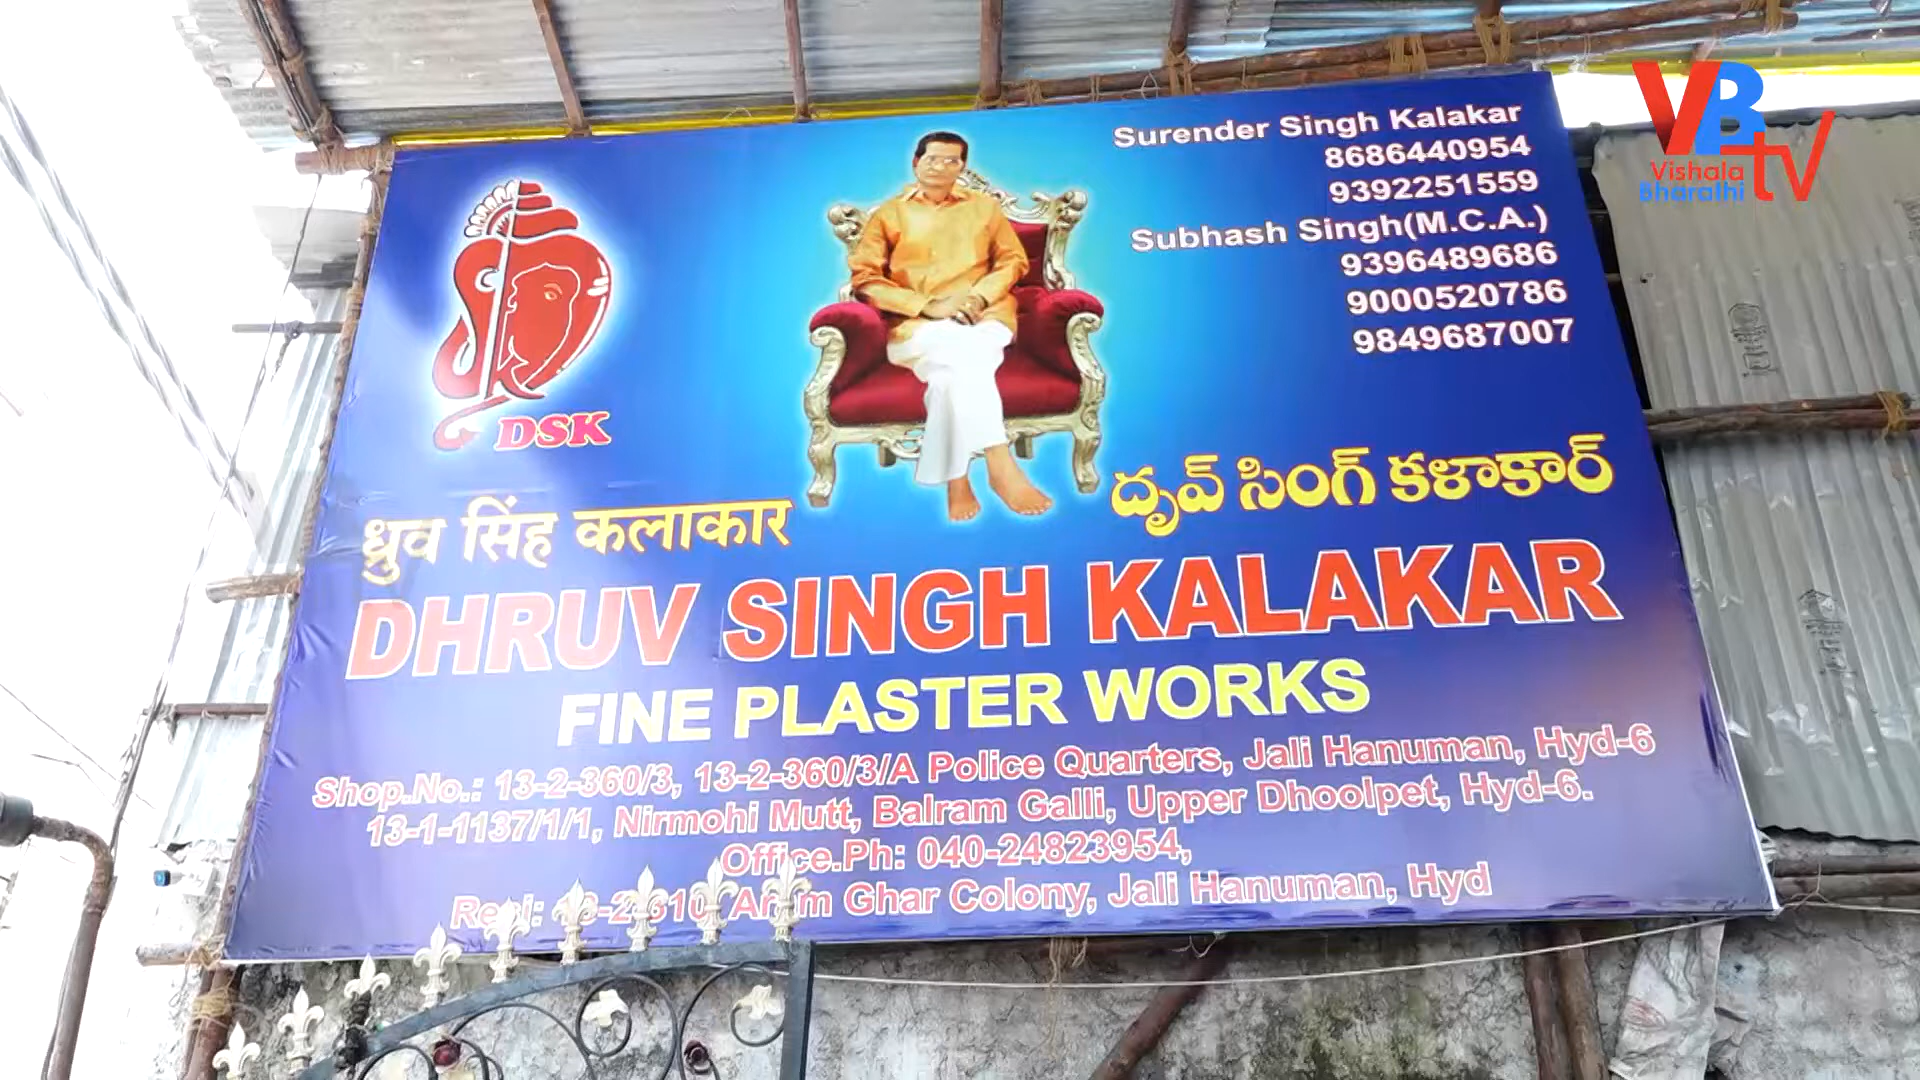 Surender Singh Kalakar
8686440954
9392251559
Subhash Singh(M.C.A.)
9396489686
9000520786
9849687007
DSK
ध्रुव सिंह कलाकार
దృవ్ సింగ్ కళాకార్
DHRUV SINGH KALAKAR
FINE PLASTER WORKS
Shop.No.: 13-2-360/3, 13-2-360/3/A Police Quarters, Jali Hanuman, Hyd-6
13-1-1137/1/1, Nirmohi Mutt, Balram Galli, Upper Dhoolpet, Hyd-6.
Office.Ph: 040-24823954,
Ghar Colony, Jali Hanuman, Hyd
VB tv
Vishala
Bharathi